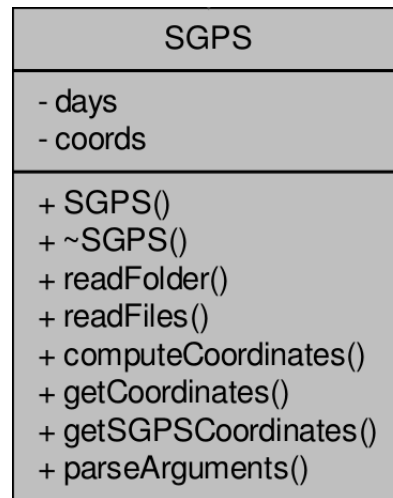 SGPS
- days
- coords
+ SGPS()
+ ~SGPS()
+ readFolder()
+ readFiles()
+ computeCoordinates()
+ getCoordinates()
+ getSGPSCoordinates()
+ parseArguments()